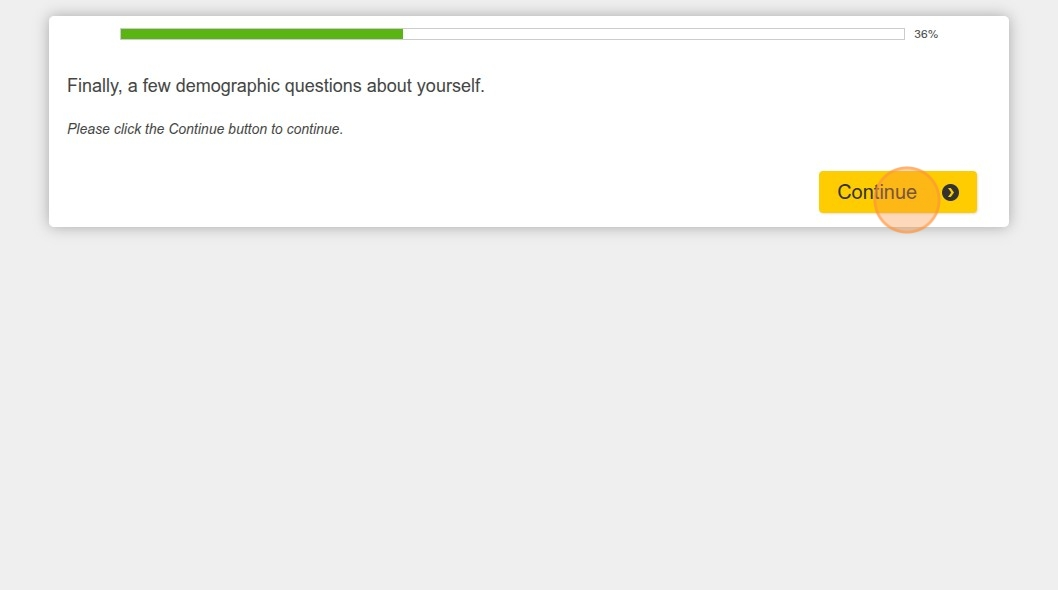 36%
Finally, a few demographic questions about yourself.
Please click the Continue button to continue.
Continue